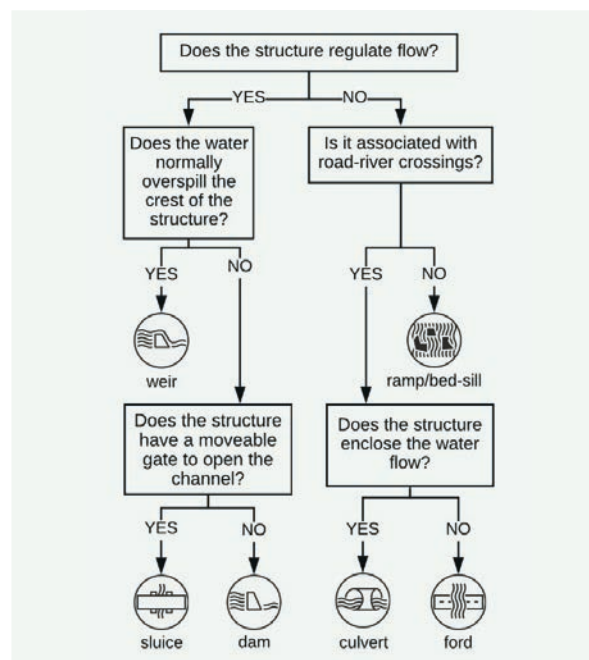 Does the structure regulate flow?
YES
NO
Does the water
normally
overspill the
crest of the
structure?
Is it associated with
road-river crossings?
YES
NO
YES
NO
weir
ramp/bed-sill
Does the structure
have a moveable
gate to open the
channel?
Does the structure
enclose the water
flow?
YES
NO
YES
NO
sluice
dam
culvert
ford